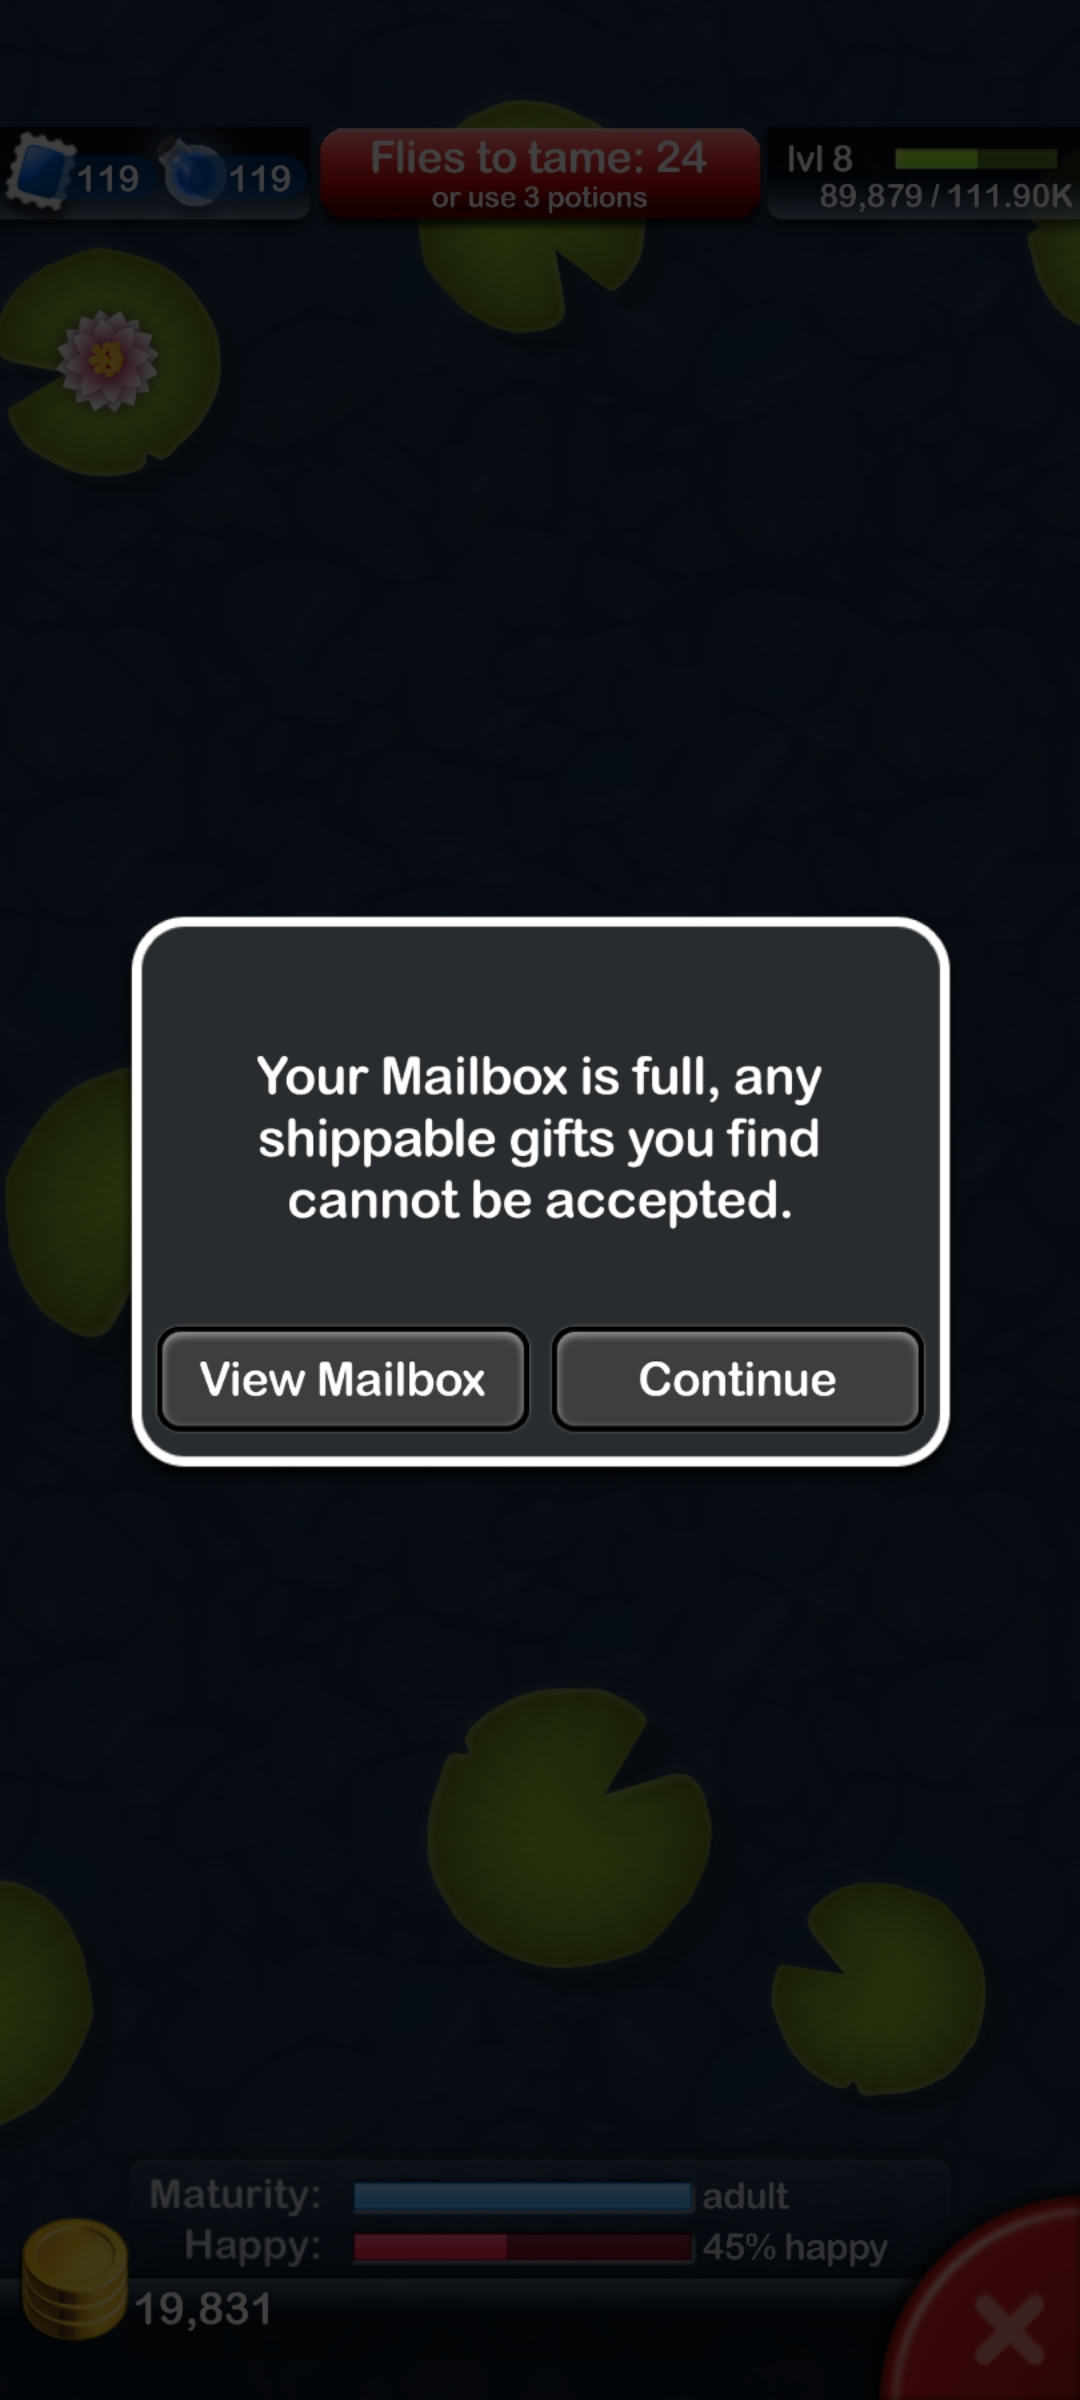 119
119
Flies to tame: 24
or use 3 potions
lvl 8
89,879 / 111.90K
Your Mailbox is full, any
shippable gifts you find
cannot be accepted.
View Mailbox
Continue
Maturity:
adult
Happy:
45% happy
19,831